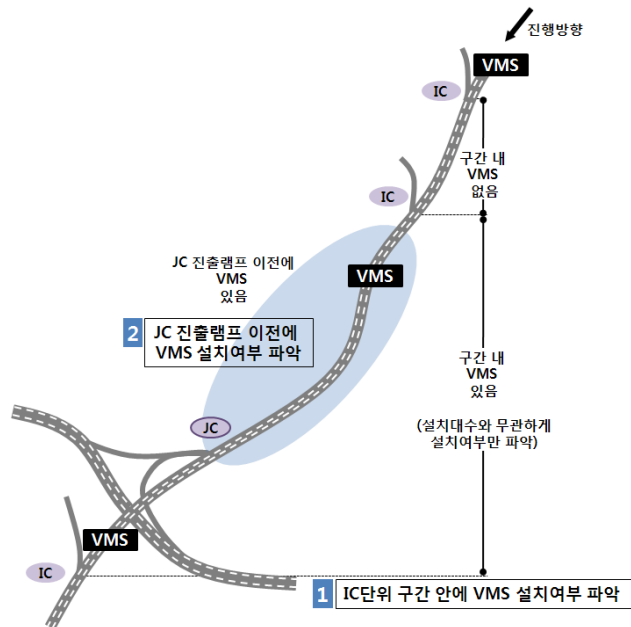 진행방향
VMS
IC
구간 내
VMS
없음
IC
JC 진출램프 이전에
VMS
있음
VMS
2 JC 진출램프 이전에
VMS 설치여부 파악
구간 내
VMS
있음
(설치대수와 무관하게
설치여부만 파악)
JC
VMS
IC
1 IC단위 구간 안에 VMS 설치여부 파악